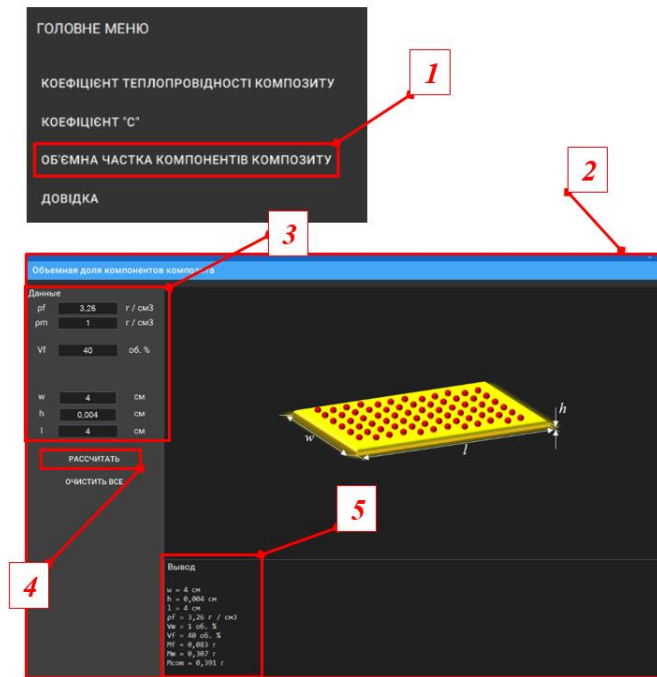 ГОЛОВНЕ МЕНЮ
КОЕФІЦІЄНТ ТЕПЛОПРОВІДНОСТІ КОМПОЗИТУ
КОЕФІЦІЄНТ "С"
ОБ'ЄМНА ЧАСТКА КОМПОНЕНТІВ КОМПОЗИТУ
ДОВІДКА
1
2
3
Объемная доля компонентов композита
Данные
ρf 3,26 г / см3
ρm 1 г / см3
Vf 40 об. %
w 4 см
h 0,004 см
l 4 см
РАССЧИТАТЬ
ОЧИСТИТЬ ВСЕ
h
w
l
4
5
Вывод
w = 4 см
h = 0,004 см
l = 4 см
ρf = 3,26 г / см3
Vm = 1 об. %
Vf = 40 об. %
Mf = 0,083 г
Mm = 0,307 г
Mcom = 0,391 г